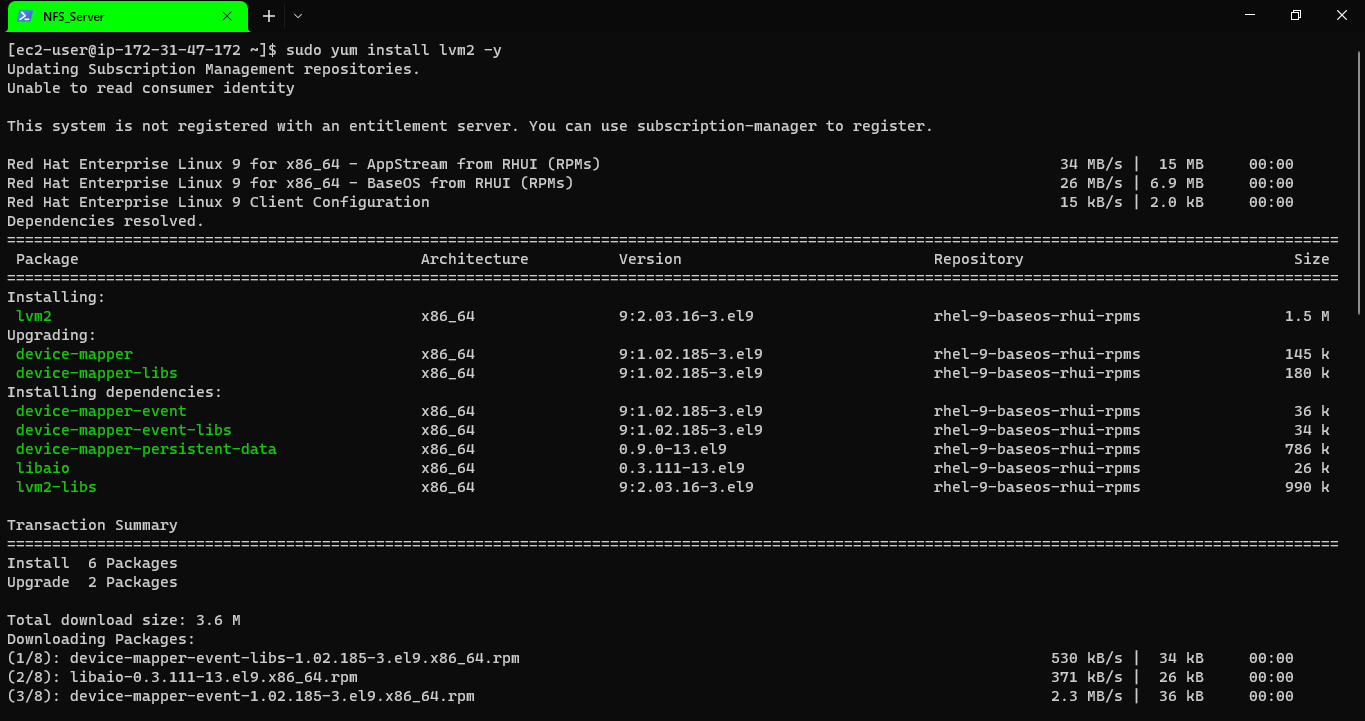 NFS_Server
[ec2-user@ip-172-31-47-172 ~]$ sudo yum install lvm2 -y
Updating Subscription Management repositories.
Unable to read consumer identity
This system is not registered with an entitlement server. You can use subscription-manager to register.
Red Hat Enterprise Linux 9 for x86_64 - AppStream from RHUI (RPMs) 34 MB/s | 15 MB 00:00
Red Hat Enterprise Linux 9 for x86_64 - BaseOS from RHUI (RPMs) 26 MB/s | 6.9 MB 00:00
Red Hat Enterprise Linux 9 Client Configuration 15 kB/s | 2.0 kB 00:00
Dependencies resolved.
================================================================================
Package Architecture Version Repository Size
================================================================================
Installing:
lvm2 x86_64 9:2.03.16-3.el9 rhel-9-baseos-rhui-rpms 1.5 M
Upgrading:
device-mapper x86_64 9:1.02.185-3.el9 rhel-9-baseos-rhui-rpms 145 k
device-mapper-libs x86_64 9:1.02.185-3.el9 rhel-9-baseos-rhui-rpms 180 k
Installing dependencies:
device-mapper-event x86_64 9:1.02.185-3.el9 rhel-9-baseos-rhui-rpms 36 k
device-mapper-event-libs x86_64 9:1.02.185-3.el9 rhel-9-baseos-rhui-rpms 34 k
device-mapper-persistent-data x86_64 0.9.0-13.el9 rhel-9-baseos-rhui-rpms 786 k
libaio x86_64 0.3.111-13.el9 rhel-9-baseos-rhui-rpms 26 k
lvm2-libs x86_64 9:2.03.16-3.el9 rhel-9-baseos-rhui-rpms 990 k
Transaction Summary
================================================================================
Install 6 Packages
Upgrade 2 Packages
Total download size: 3.6 M
Downloading Packages:
(1/8): device-mapper-event-libs-1.02.185-3.el9.x86_64.rpm 530 kB/s | 34 kB 00:00
(2/8): libaio-0.3.111-13.el9.x86_64.rpm 371 kB/s | 26 kB 00:00
(3/8): device-mapper-event-1.02.185-3.el9.x86_64.rpm 2.3 MB/s | 36 kB 00:00